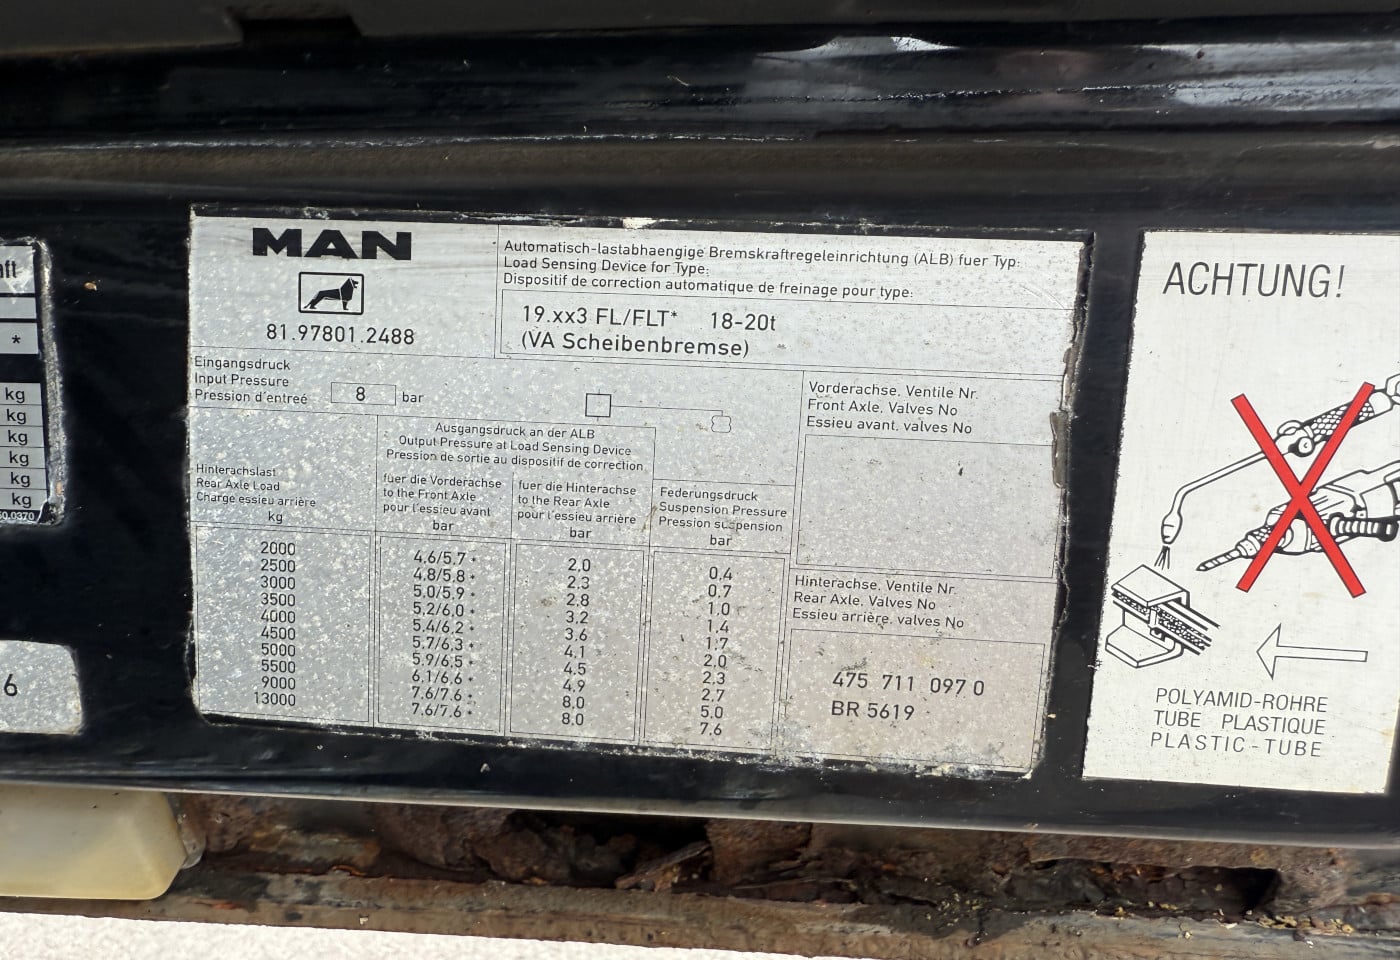 aft
*
kg
kg
kg
kg
kg
kg
50.0370
6
MAN
81.97801.2488
Automatisch-lastabhaengige Bremskraftregeleinrichtung (ALB) fuer Typ:
Load Sensing Device for Type:
Dispositif de correction automatique de freinage pour type:
19.xx3 FL/FLT* 18-20t
(VA Scheibenbremse)
Eingangsdruck
Input Pressure
Pression d'entreé
8 bar
Ausgangsdruck an der ALB
Output Pressure at Load Sensing Device
Pression de sortie au dispositif de correction
Hinterachslast
Rear Axle Load
Charge essieu arrière
kg
fuer die Vorderachse
to the Front Axle
pour l'essieu avant
bar
fuer die Hinterachse
to the Rear Axle
pour l'essieu arrière
bar
Federungsdruck
Suspension Pressure
Pression suspension
bar
2000 4.6/5.7 * 2,0 0,4
2500 4.8/5.8 * 2.3 0.7
3000 5.0/5.9 * 2.8 1.0
3500 5.2/6.0 * 3.2 1.4
4000 5.4/6.2 * 3.6 1.7
4500 5.7/6.3 * 4.1 2.0
5000 5.9/6.5 * 4.5 2.3
5500 6.1/6.6 * 4.9 2.7
9000 7.6/7.6 * 8,0 5.0
13000 7.6/7.6 * 8.0 7.6
Vorderachse. Ventile Nr.
Front Axle. Valves No
Essieu avant. valves No
Hinterachse. Ventile Nr.
Rear Axle. Valves No
Essieu arrière. valves No
475 711 097 0
BR 5619
ACHTUNG!
POLYAMID-ROHRE
TUBE PLASTIQUE
PLASTIC-TUBE